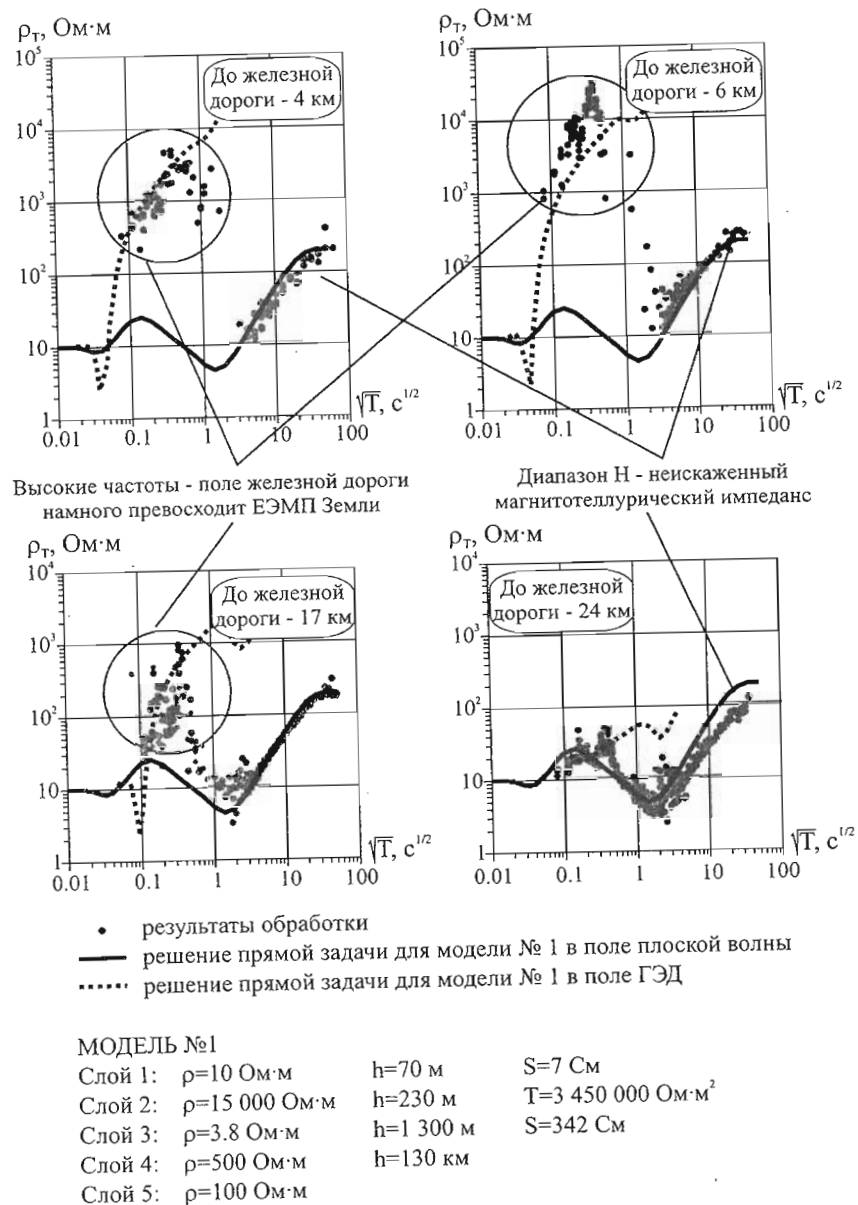 ρт, Ом·м
ρт, Ом·м
10⁵
10⁴
10³
10²
10
1
До железной
дороги - 4 км
0.01 0.1 1 10 100
√T, c^1/2
10⁵
10⁴
10³
10²
10
1
До железной
дороги - 6 км
0.01 0.1 1 10 100
√T, c^1/2
Высокие частоты - поле железной дороги
намного превосходит ЕЭМП Земли
Диапазон Н - неискаженный
магнитотеллурический импеданс
ρт, Ом·м
ρт, Ом·м
10⁴
10³
10²
10
1
До железной
дороги - 17 км
0.01 0.1 1 10 100
√T, c^1/2
10⁴
10³
10²
10
1
До железной
дороги - 24 км
0.01 0.1 1 10 100
√T, c^1/2
результаты обработки
решение прямой задачи для модели № 1 в поле плоской волны
решение прямой задачи для модели № 1 в поле ГЭД
МОДЕЛЬ №1
Слой 1: ρ=10 Ом·м h=70 м S=7 См
Слой 2: ρ=15 000 Ом·м h=230 м T=3 450 000 Ом·м²
Слой 3: ρ=3.8 Ом·м h=1 300 м S=342 См
Слой 4: ρ=500 Ом·м h=130 км
Слой 5: ρ=100 Ом·м